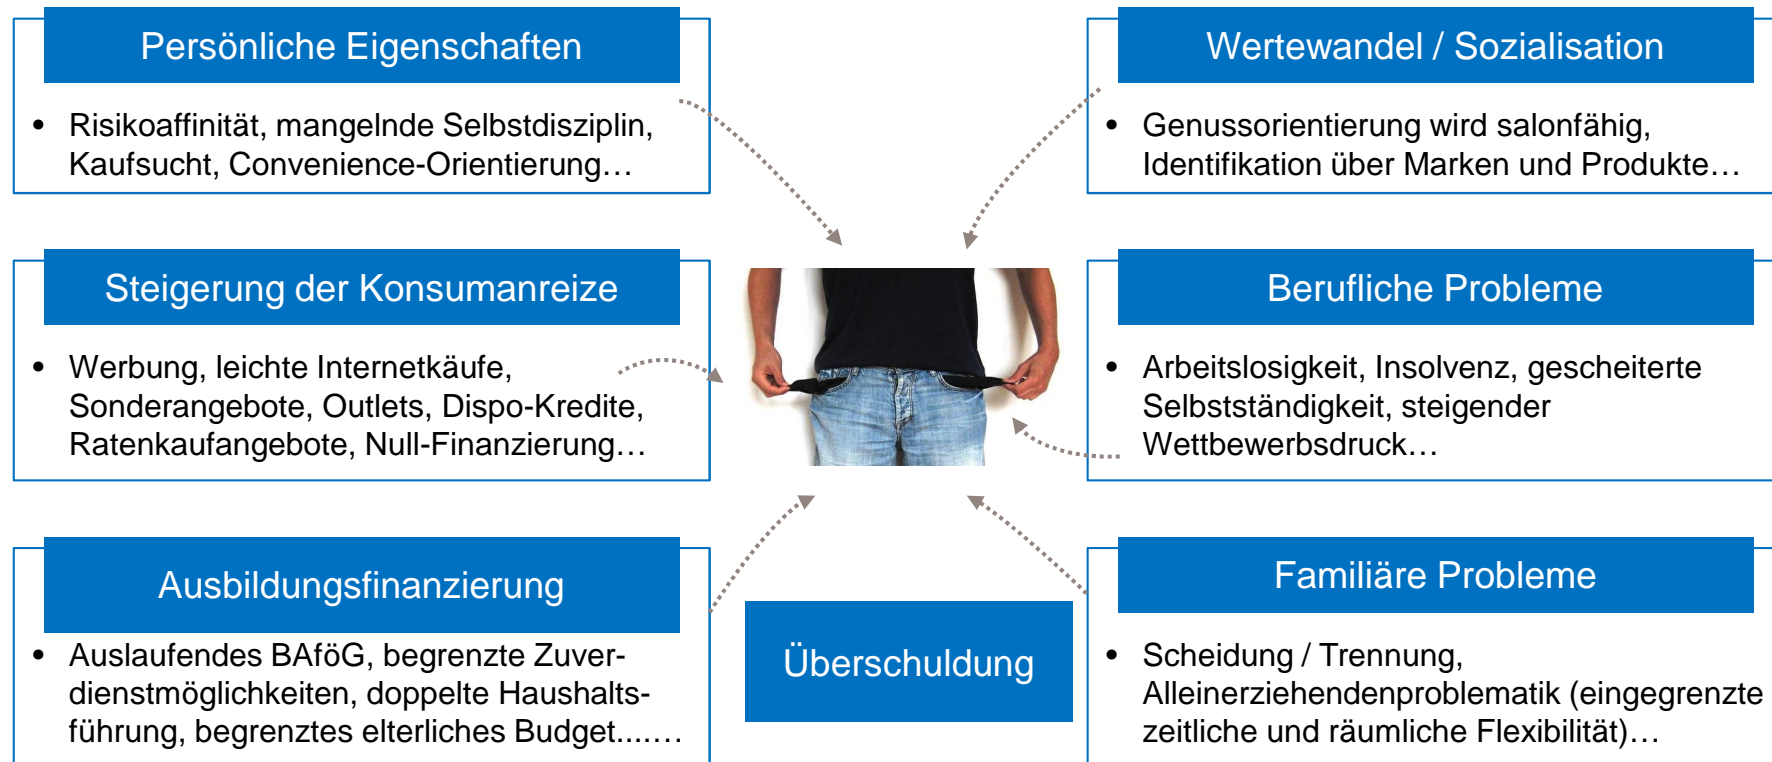 Persönliche Eigenschaften
• Risikoaffinität, mangelnde Selbstdisziplin,
Kaufsucht, Convenience-Orientierung…
Wertewandel / Sozialisation
• Genussorientierung wird salonfähig,
Identifikation über Marken und Produkte…
Steigerung der Konsumanreize
• Werbung, leichte Internetkäufe,
Sonderangebote, Outlets, Dispo-Kredite,
Ratenkaufangebote, Null-Finanzierung…
Berufliche Probleme
• Arbeitslosigkeit, Insolvenz, gescheiterte
Selbstständigkeit, steigender
Wettbewerbsdruck…
Ausbildungsfinanzierung
• Auslaufendes BAföG, begrenzte Zuver-
dienstmöglichkeiten, doppelte Haushalts-
führung, begrenztes elterliches Budget....…
Überschuldung
Familiäre Probleme
• Scheidung / Trennung,
Alleinerziehendenproblematik (eingegrenzte
zeitliche und räumliche Flexibilität)…